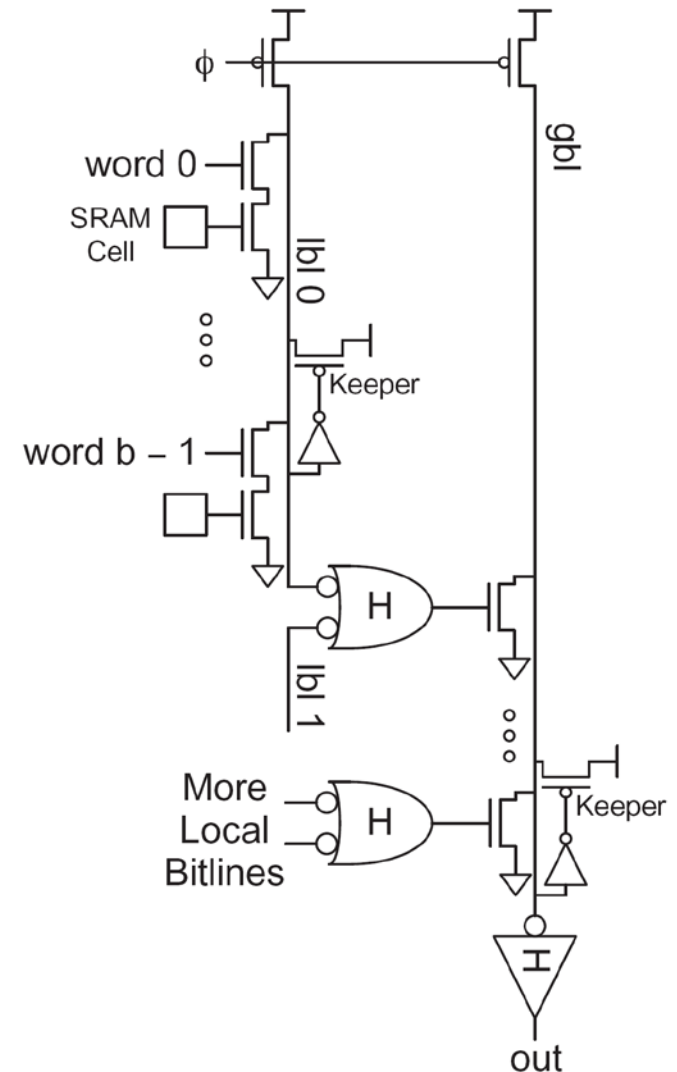 ϕ
gbl
word 0
SRAM
Cell
lbl 0
Keeper
word b – 1
H
lbl 1
More
Local
Bitlines
H
Keeper
H
out